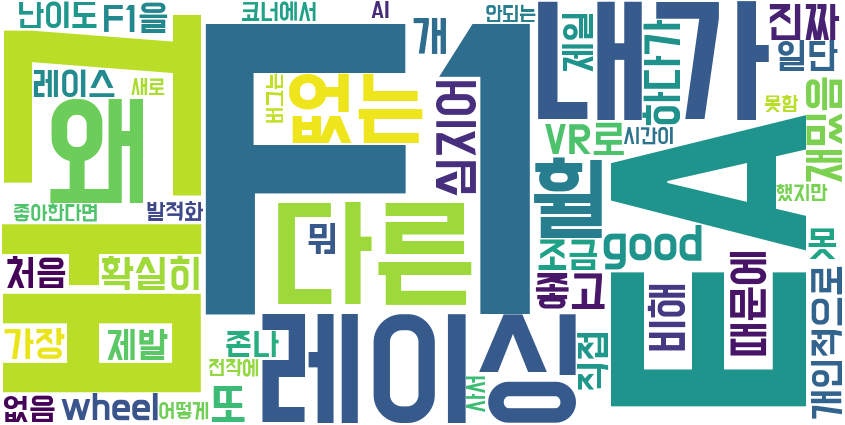 난이도
F1을
코너에서
AI
안되는
개
내가
제일
하다가
진짜
일단
레이스
새로
왜
그
F1
버그는
없는
심지어
VR로
시간이
못함
재밌음
했지만
좋아한다면
발적화
뭐
다른
휠
조금
good
EA
못
처음
확실히
좋고
비해
때문에
개인적으로
가장
제발
존나
전작에
레이싱
사서
직접
없음
wheel
어떻게
또